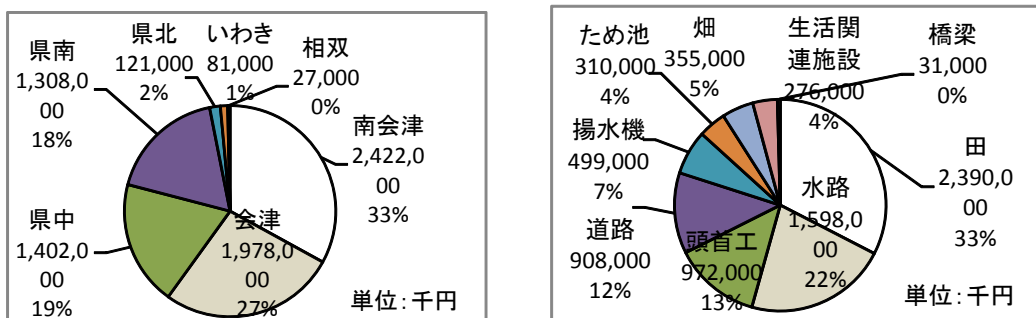 県南
1,308,0
00
18%
県北
121,000
2%
いわき
81,000
1%
相双
27,000
0%
南会津
2,422,0
00
33%
会津
1,978,0
00
27%
県中
1,402,0
00
19%
単位：千円
ため池
310,000
4%
畑
355,000
5%
生活関
連施設
276,000
4%
橋梁
31,000
0%
揚水機
499,000
7%
田
2,390,0
00
33%
水路
1,598,0
00
22%
道路
908,000
12%
頭首工
972,000
13%
単位：千円